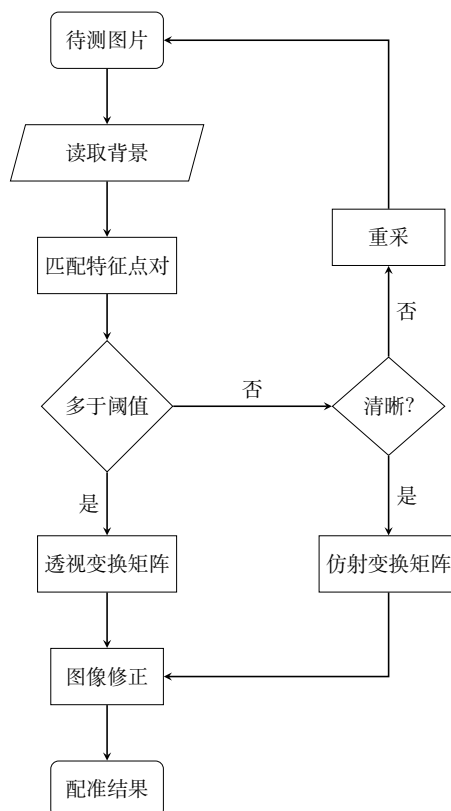 待测图片
读取背景
匹配特征点对
重采
否
多于阈值
否
清晰?
是
是
透视变换矩阵
仿射变换矩阵
图像修正
配准结果